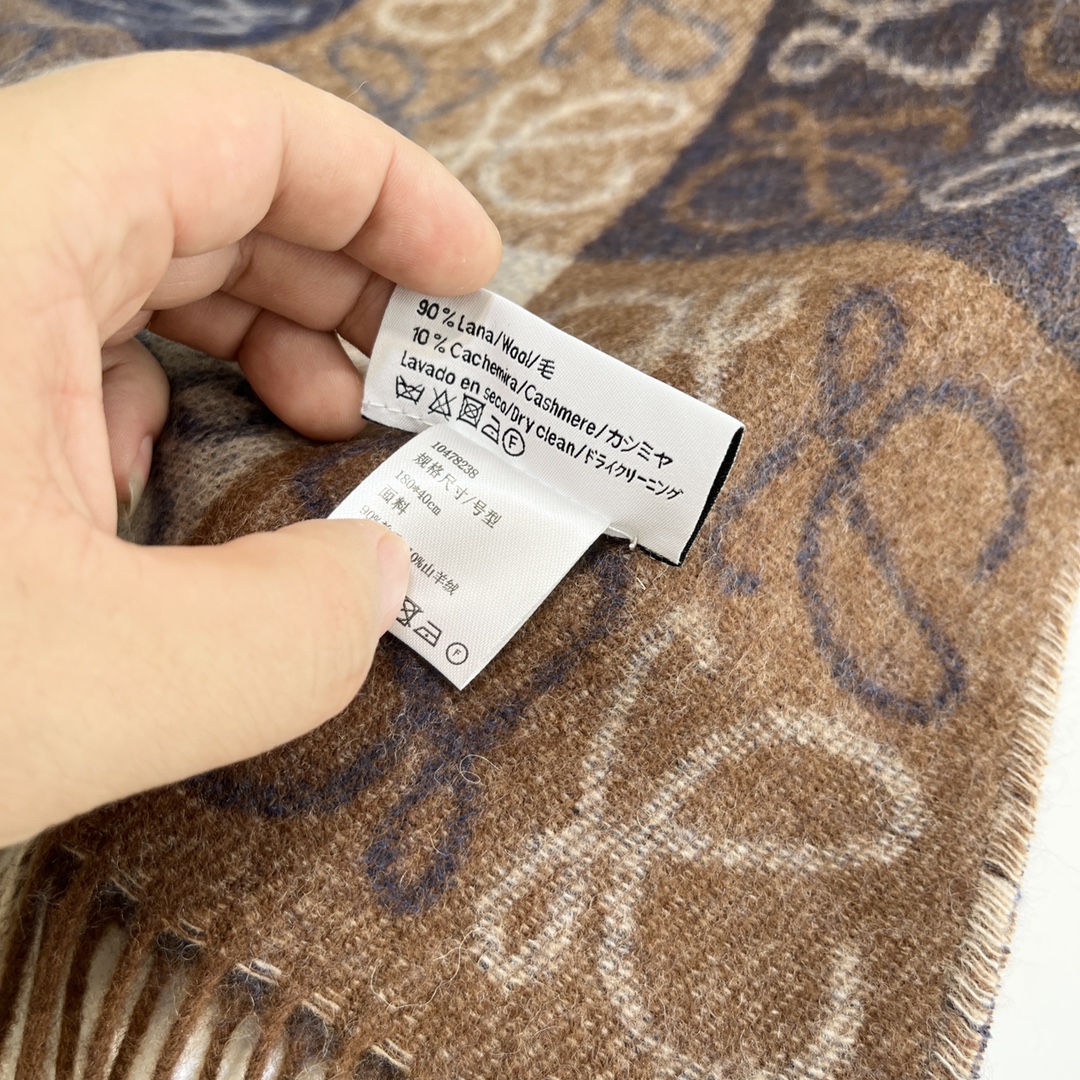 90%Lana/Wool/毛
10%Cachemira/Cashmere/カシミヤ
Lavado en seco/Dry clean/ドライクリーニング
F
10478238
规格尺寸/号型
180*40cm
面料
90% 10%山羊绒
F